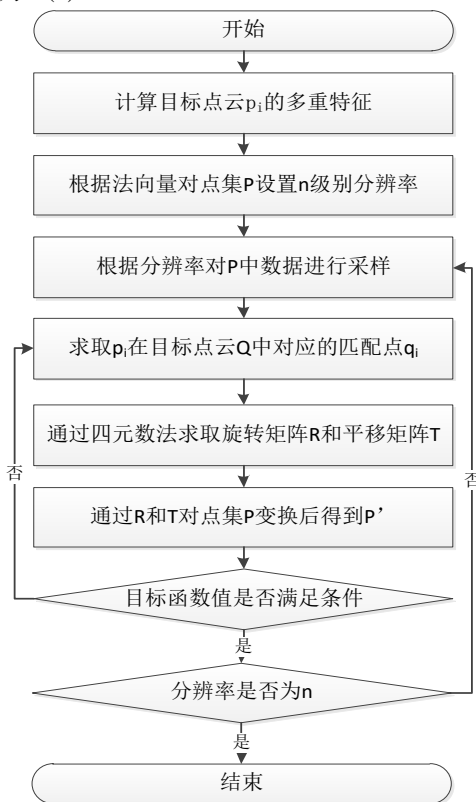 开始
计算目标点云pi的多重特征
根据法向量对点集P设置n级别分辨率
根据分辨率对P中数据进行采样
求取pi在目标点云Q中对应的匹配点qi
通过四元数法求取旋转矩阵R和平移矩阵T
否
否
通过R和T对点集P变换后得到P’
目标函数值是否满足条件
是
分辨率是否为n
是
结束